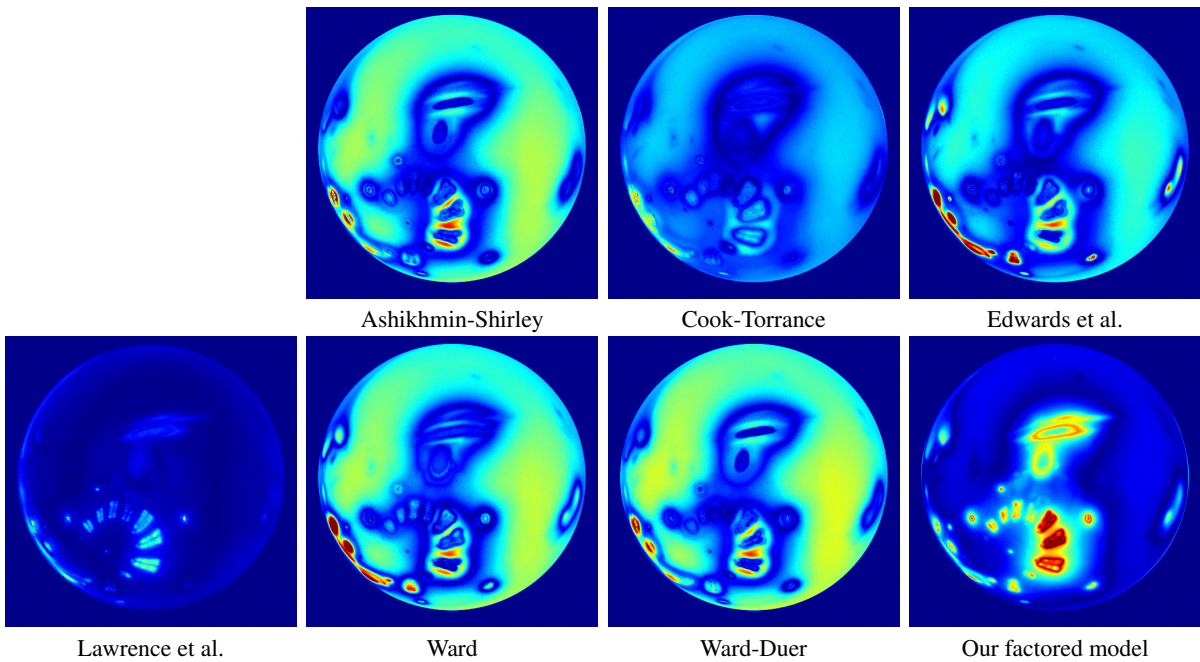 Ashikhmin-Shirley
Cook-Torrance
Edwards et al.
Lawrence et al.
Ward
Ward-Duer
Our factored model